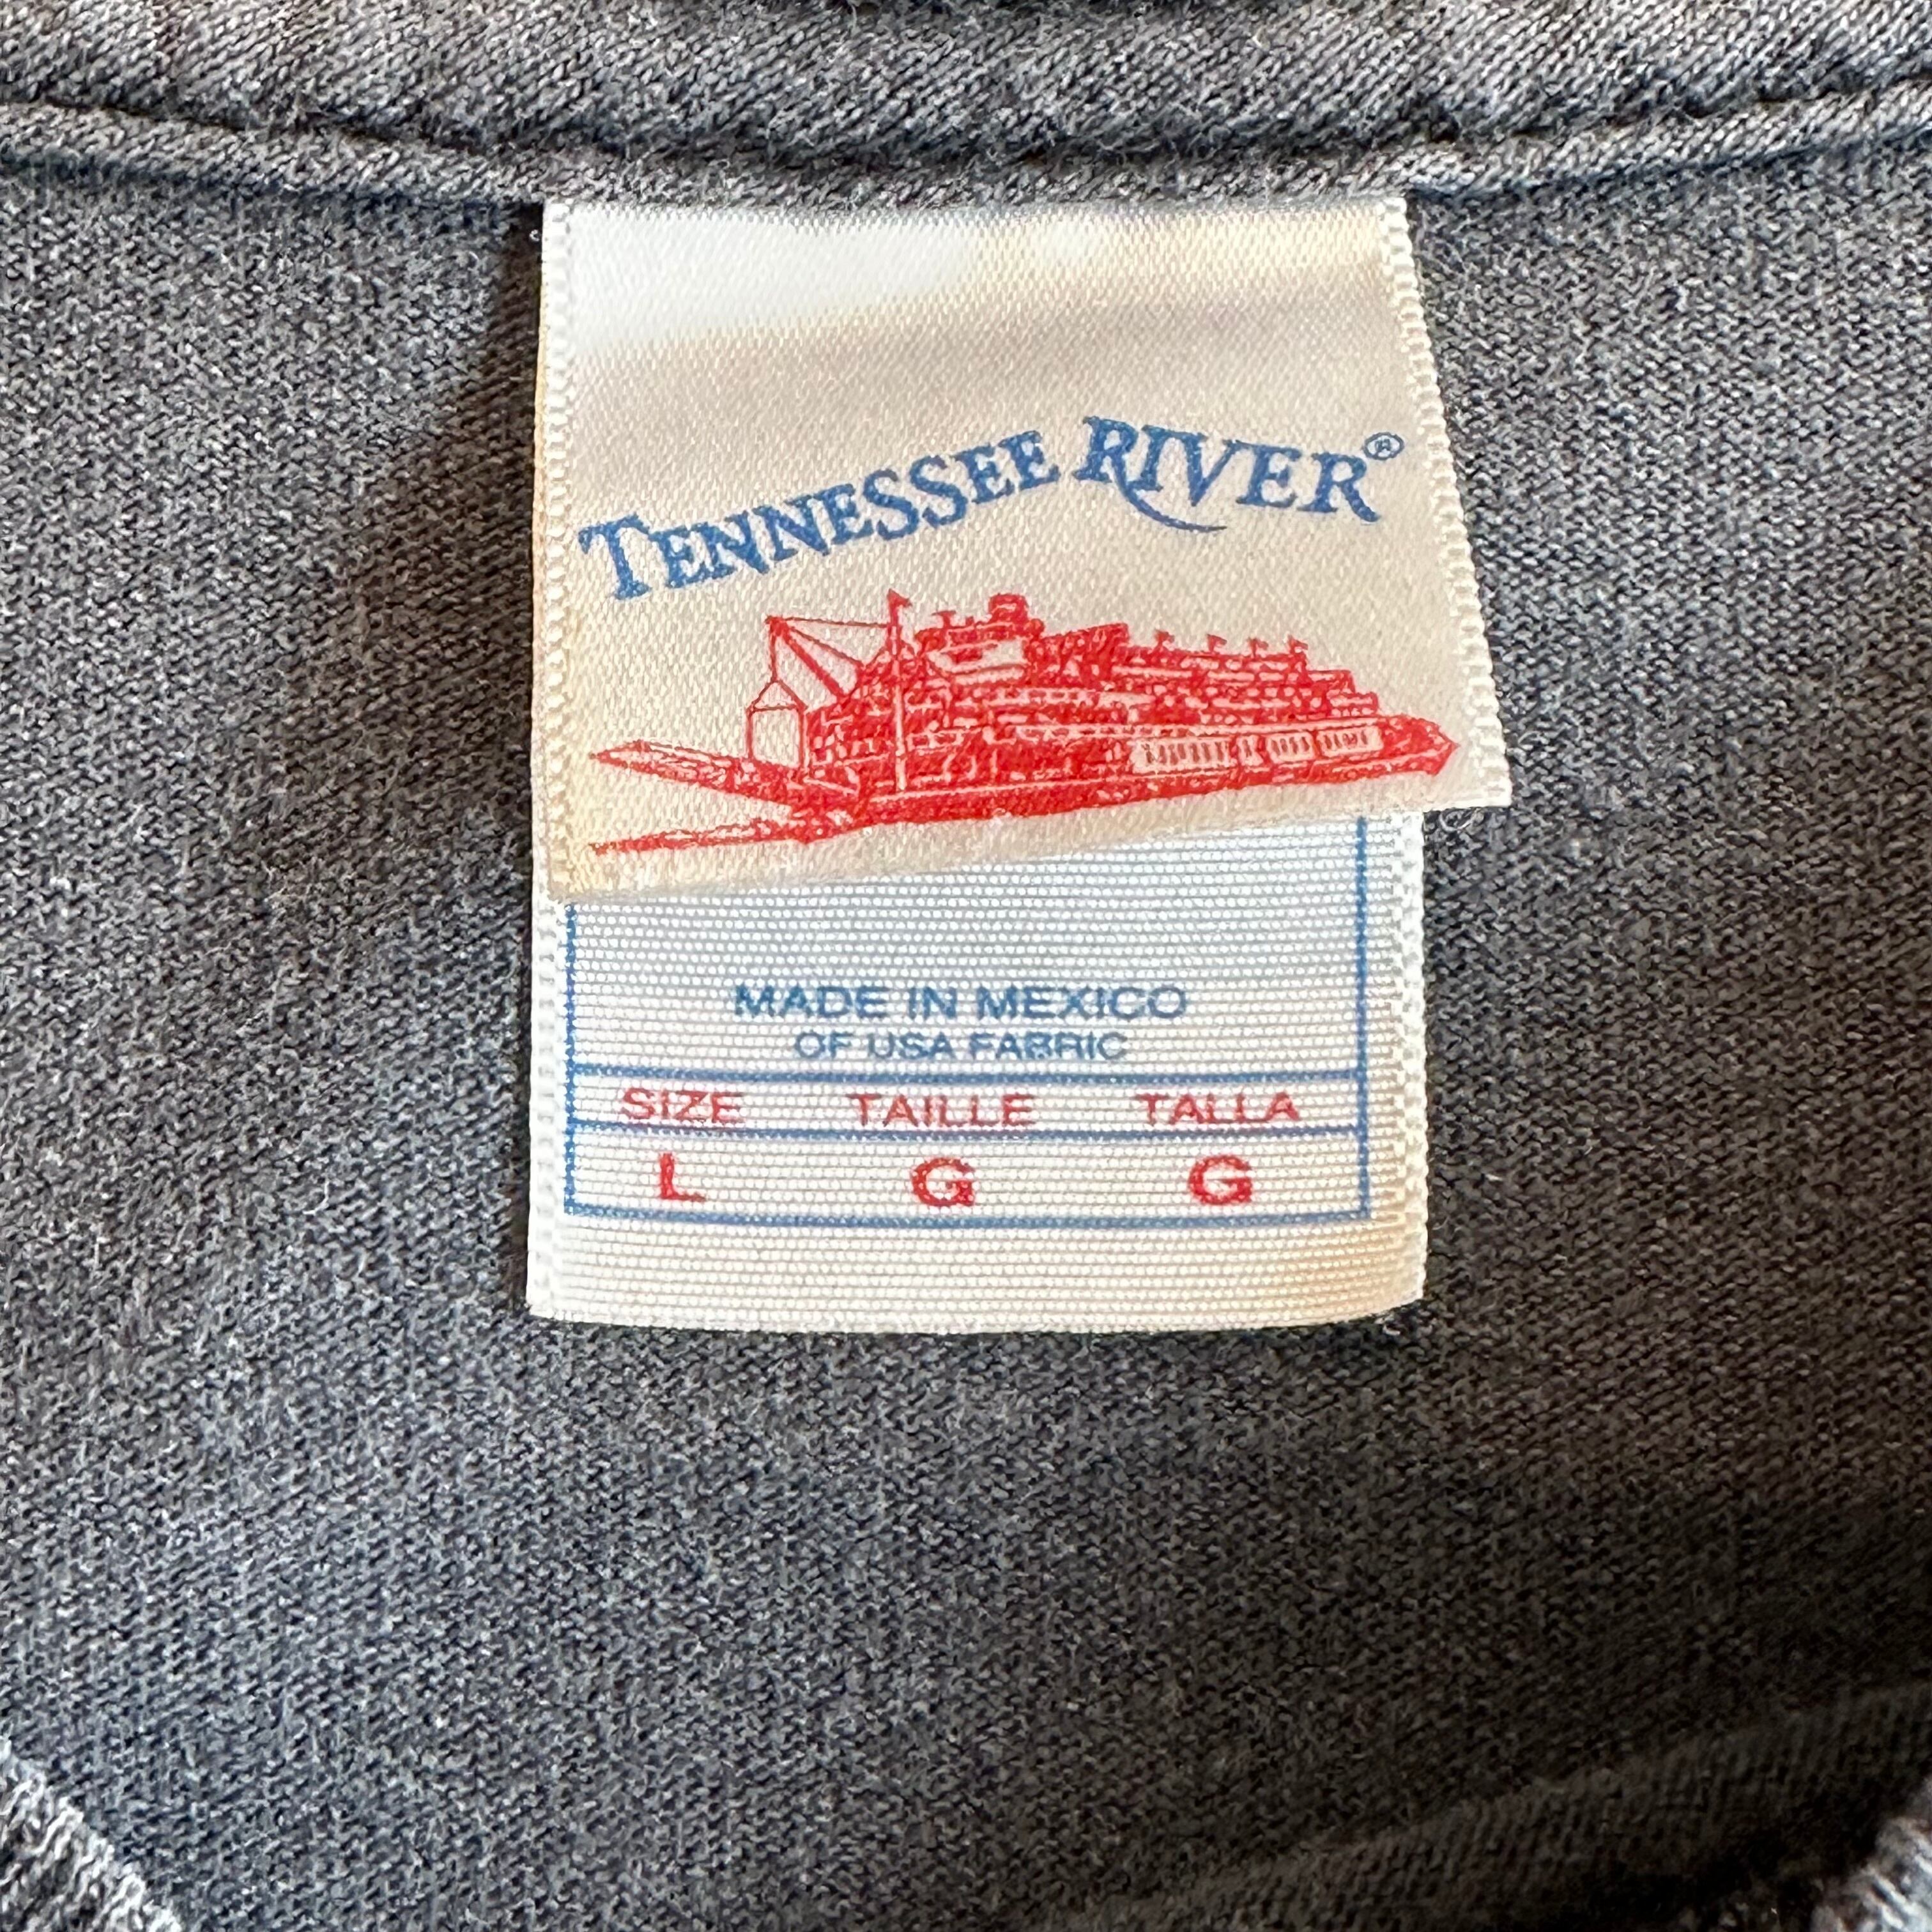 TENNESSEE RIVER®
MADE IN MEXICO
OF USA FABRIC
SIZE TAILLE TALLA
L G G